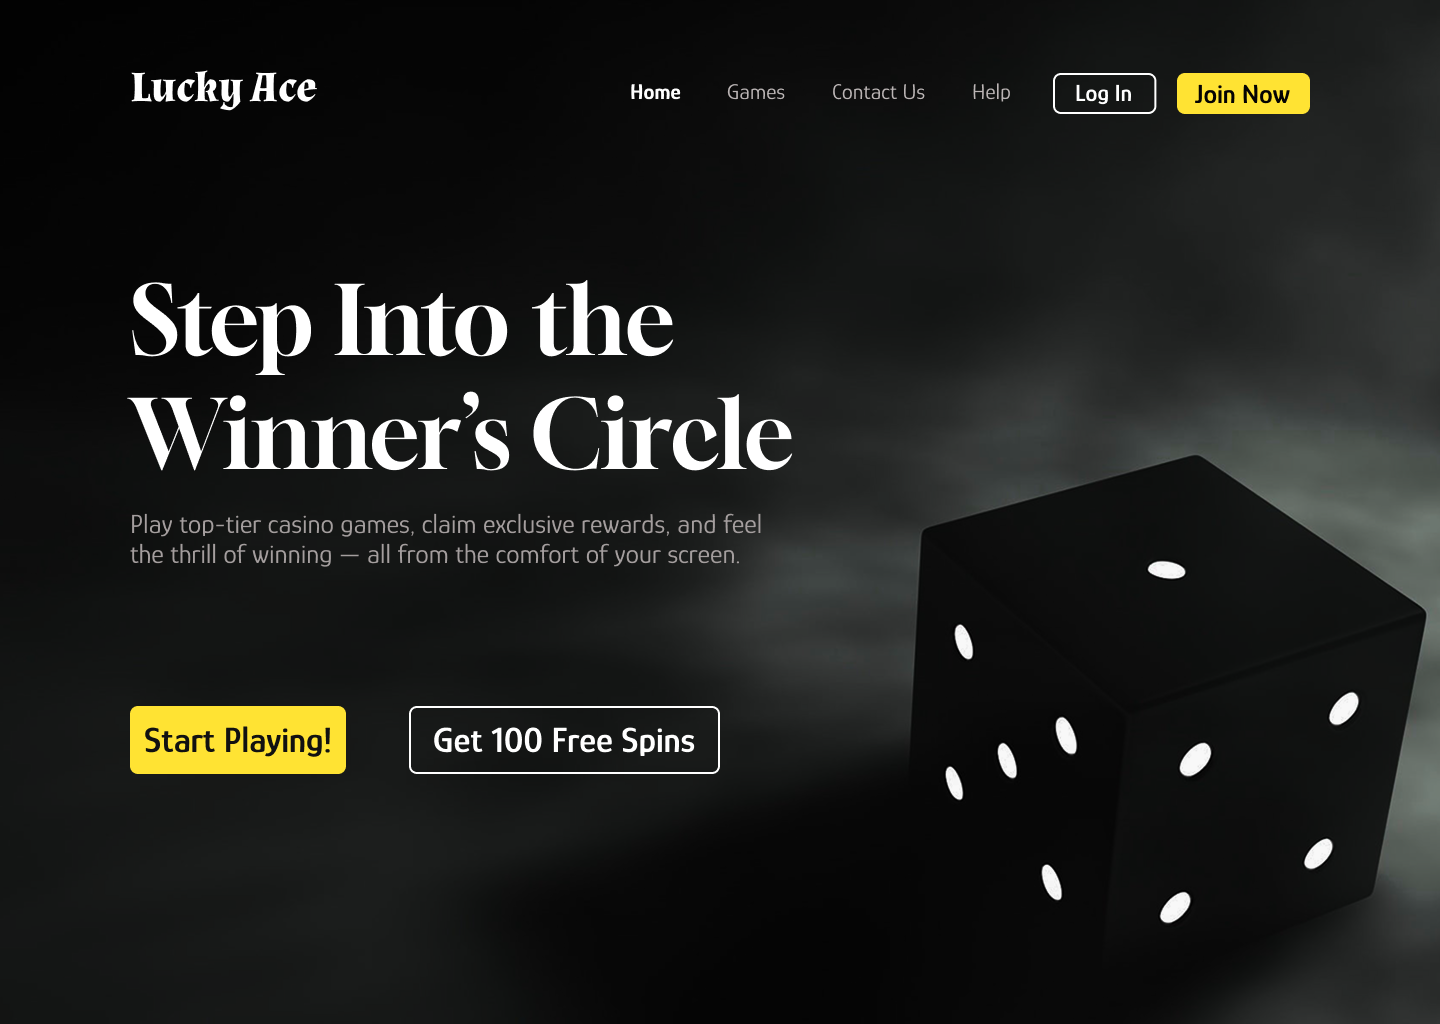 Lucky Ace
Home Games Contact Us Help Log In Join Now
Step Into the
Winner’s Circle
Play top-tier casino games, claim exclusive rewards, and feel
the thrill of winning — all from the comfort of your screen.
Start Playing! Get 100 Free Spins